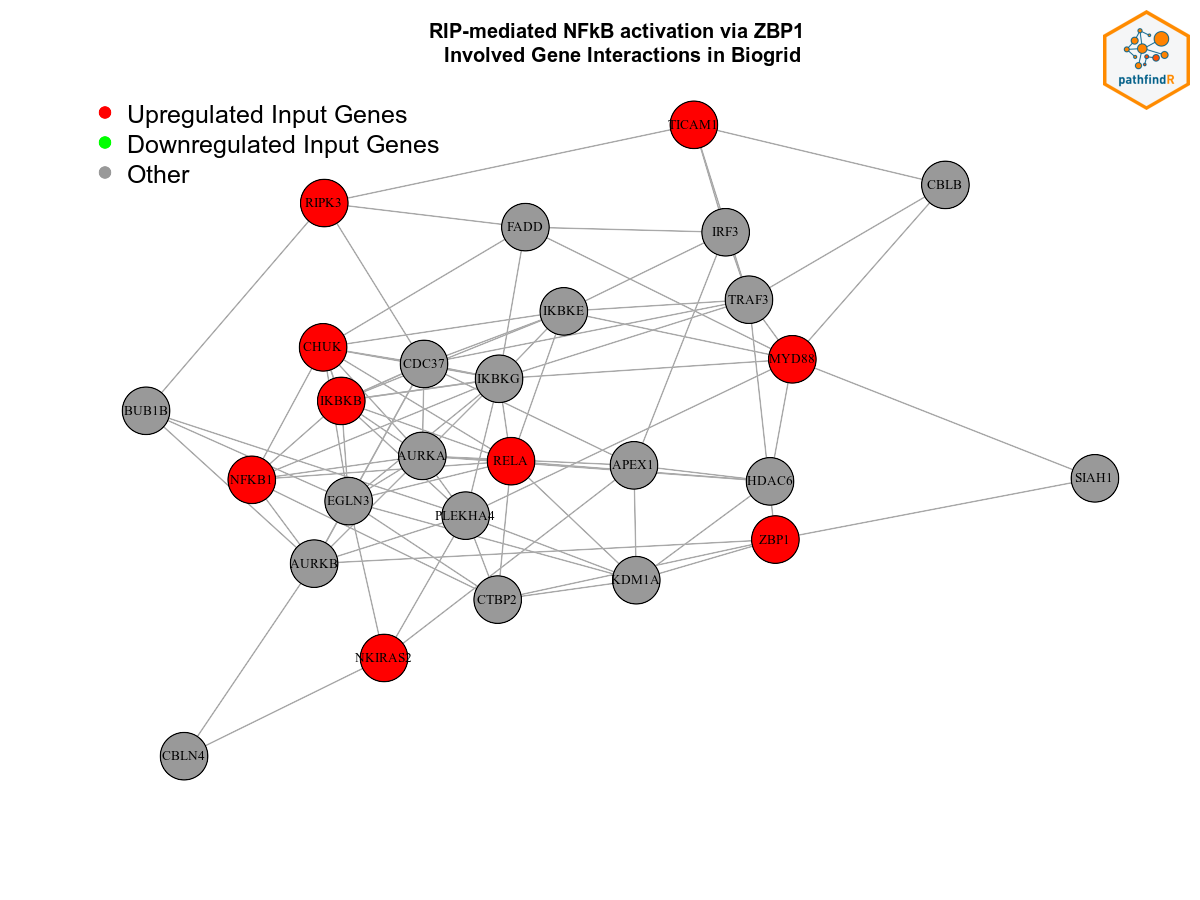 RIP-mediated NFkB activation via ZBP1
Involved Gene Interactions in Biogrid
pathfindR
Upregulated Input Genes
Downregulated Input Genes
Other
TICAM1
CBLB
RIPK3
FADD
IRF3
TRAF3
IKBKE
CHUK
CDC37
MYD88
IKBKG
IKBKB
BUB1B
AURKA
RELA
APEX1
NFKB1
HDAC6
SIAH1
EGLN3
PLEKHA4
ZBP1
AURKB
KDM1A
CTBP2
NKIRAS2
CBLN4